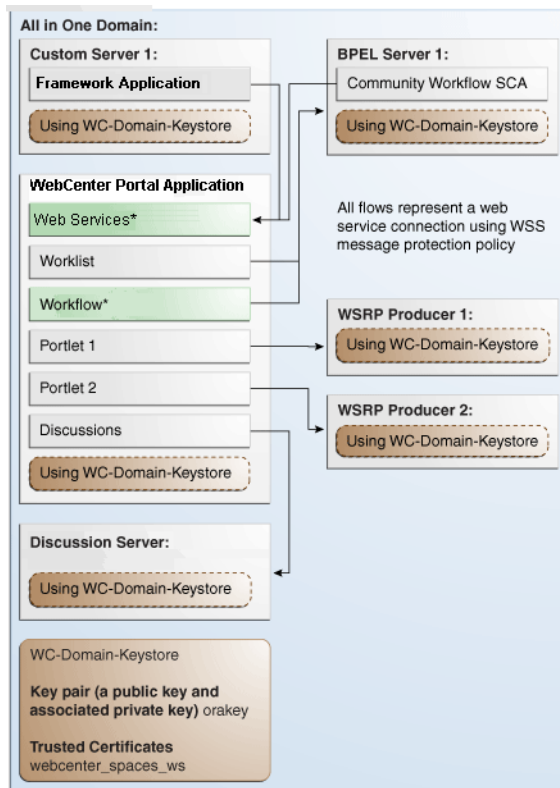 All in One Domain:
Custom Server 1:
Framework Application
Using WC-Domain-Keystore
BPEL Server 1:
Community Workflow SCA
Using WC-Domain-Keystore
WebCenter Portal Application
Web Services*
Worklist
Workflow*
Portlet 1
Portlet 2
Discussions
Using WC-Domain-Keystore
All flows represent a web
service connection using WSS
message protection policy
WSRP Producer 1:
Using WC-Domain-Keystore
WSRP Producer 2:
Using WC-Domain-Keystore
Discussion Server:
Using WC-Domain-Keystore
WC-Domain-Keystore
Key pair (a public key and
associated private key) orakey
Trusted Certificates
webcenter_spaces_ws